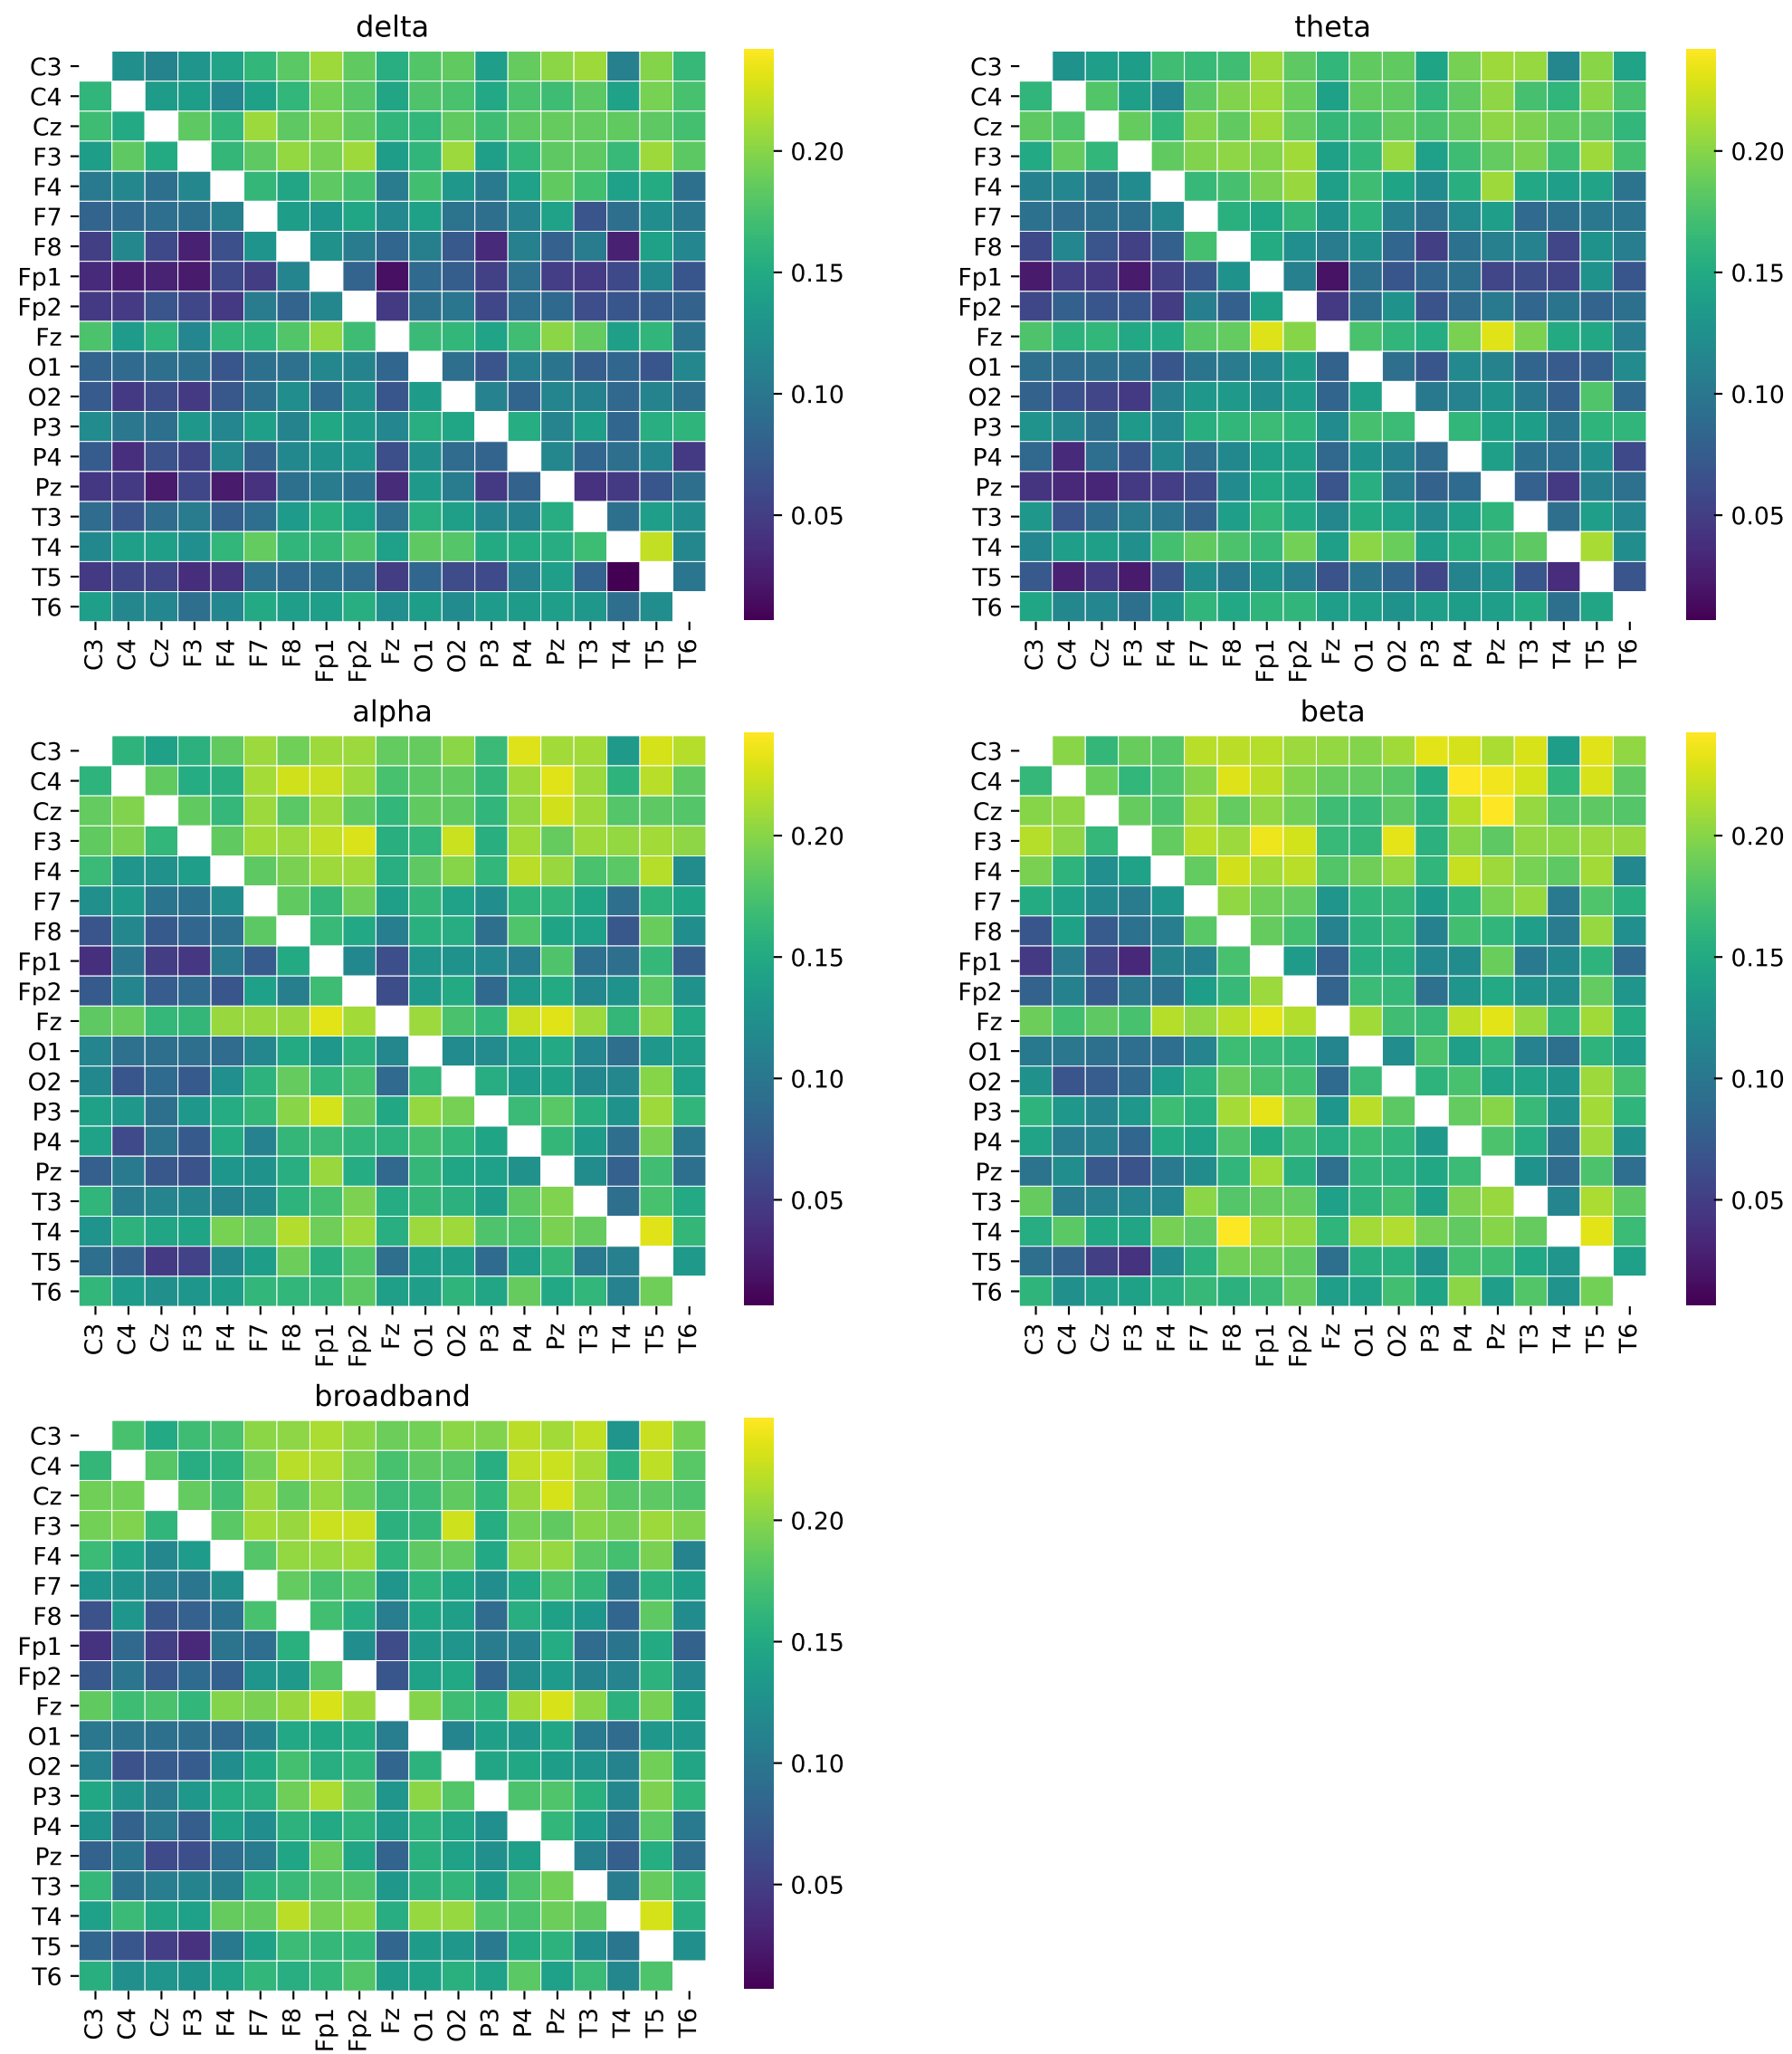 delta
theta
C3
C4
Cz
F3
F4
F7
F8
Fp1
Fp2
Fz
O1
O2
P3
P4
Pz
T3
T4
T5
T6
C3 C4 Cz F3 F4 F7 F8 Fp1 Fp2 Fz O1 O2 P3 P4 Pz T3 T4 T5 T6
0.20
0.15
0.10
0.05
C3
C4
Cz
F3
F4
F7
F8
Fp1
Fp2
Fz
O1
O2
P3
P4
Pz
T3
T4
T5
T6
C3 C4 Cz F3 F4 F7 F8 Fp1 Fp2 Fz O1 O2 P3 P4 Pz T3 T4 T5 T6
0.20
0.15
0.10
0.05
alpha
beta
C3
C4
Cz
F3
F4
F7
F8
Fp1
Fp2
Fz
O1
O2
P3
P4
Pz
T3
T4
T5
T6
C3 C4 Cz F3 F4 F7 F8 Fp1 Fp2 Fz O1 O2 P3 P4 Pz T3 T4 T5 T6
0.20
0.15
0.10
0.05
C3
C4
Cz
F3
F4
F7
F8
Fp1
Fp2
Fz
O1
O2
P3
P4
Pz
T3
T4
T5
T6
C3 C4 Cz F3 F4 F7 F8 Fp1 Fp2 Fz O1 O2 P3 P4 Pz T3 T4 T5 T6
0.20
0.15
0.10
0.05
broadband
C3
C4
Cz
F3
F4
F7
F8
Fp1
Fp2
Fz
O1
O2
P3
P4
Pz
T3
T4
T5
T6
C3 C4 Cz F3 F4 F7 F8 Fp1 Fp2 Fz O1 O2 P3 P4 Pz T3 T4 T5 T6
0.20
0.15
0.10
0.05